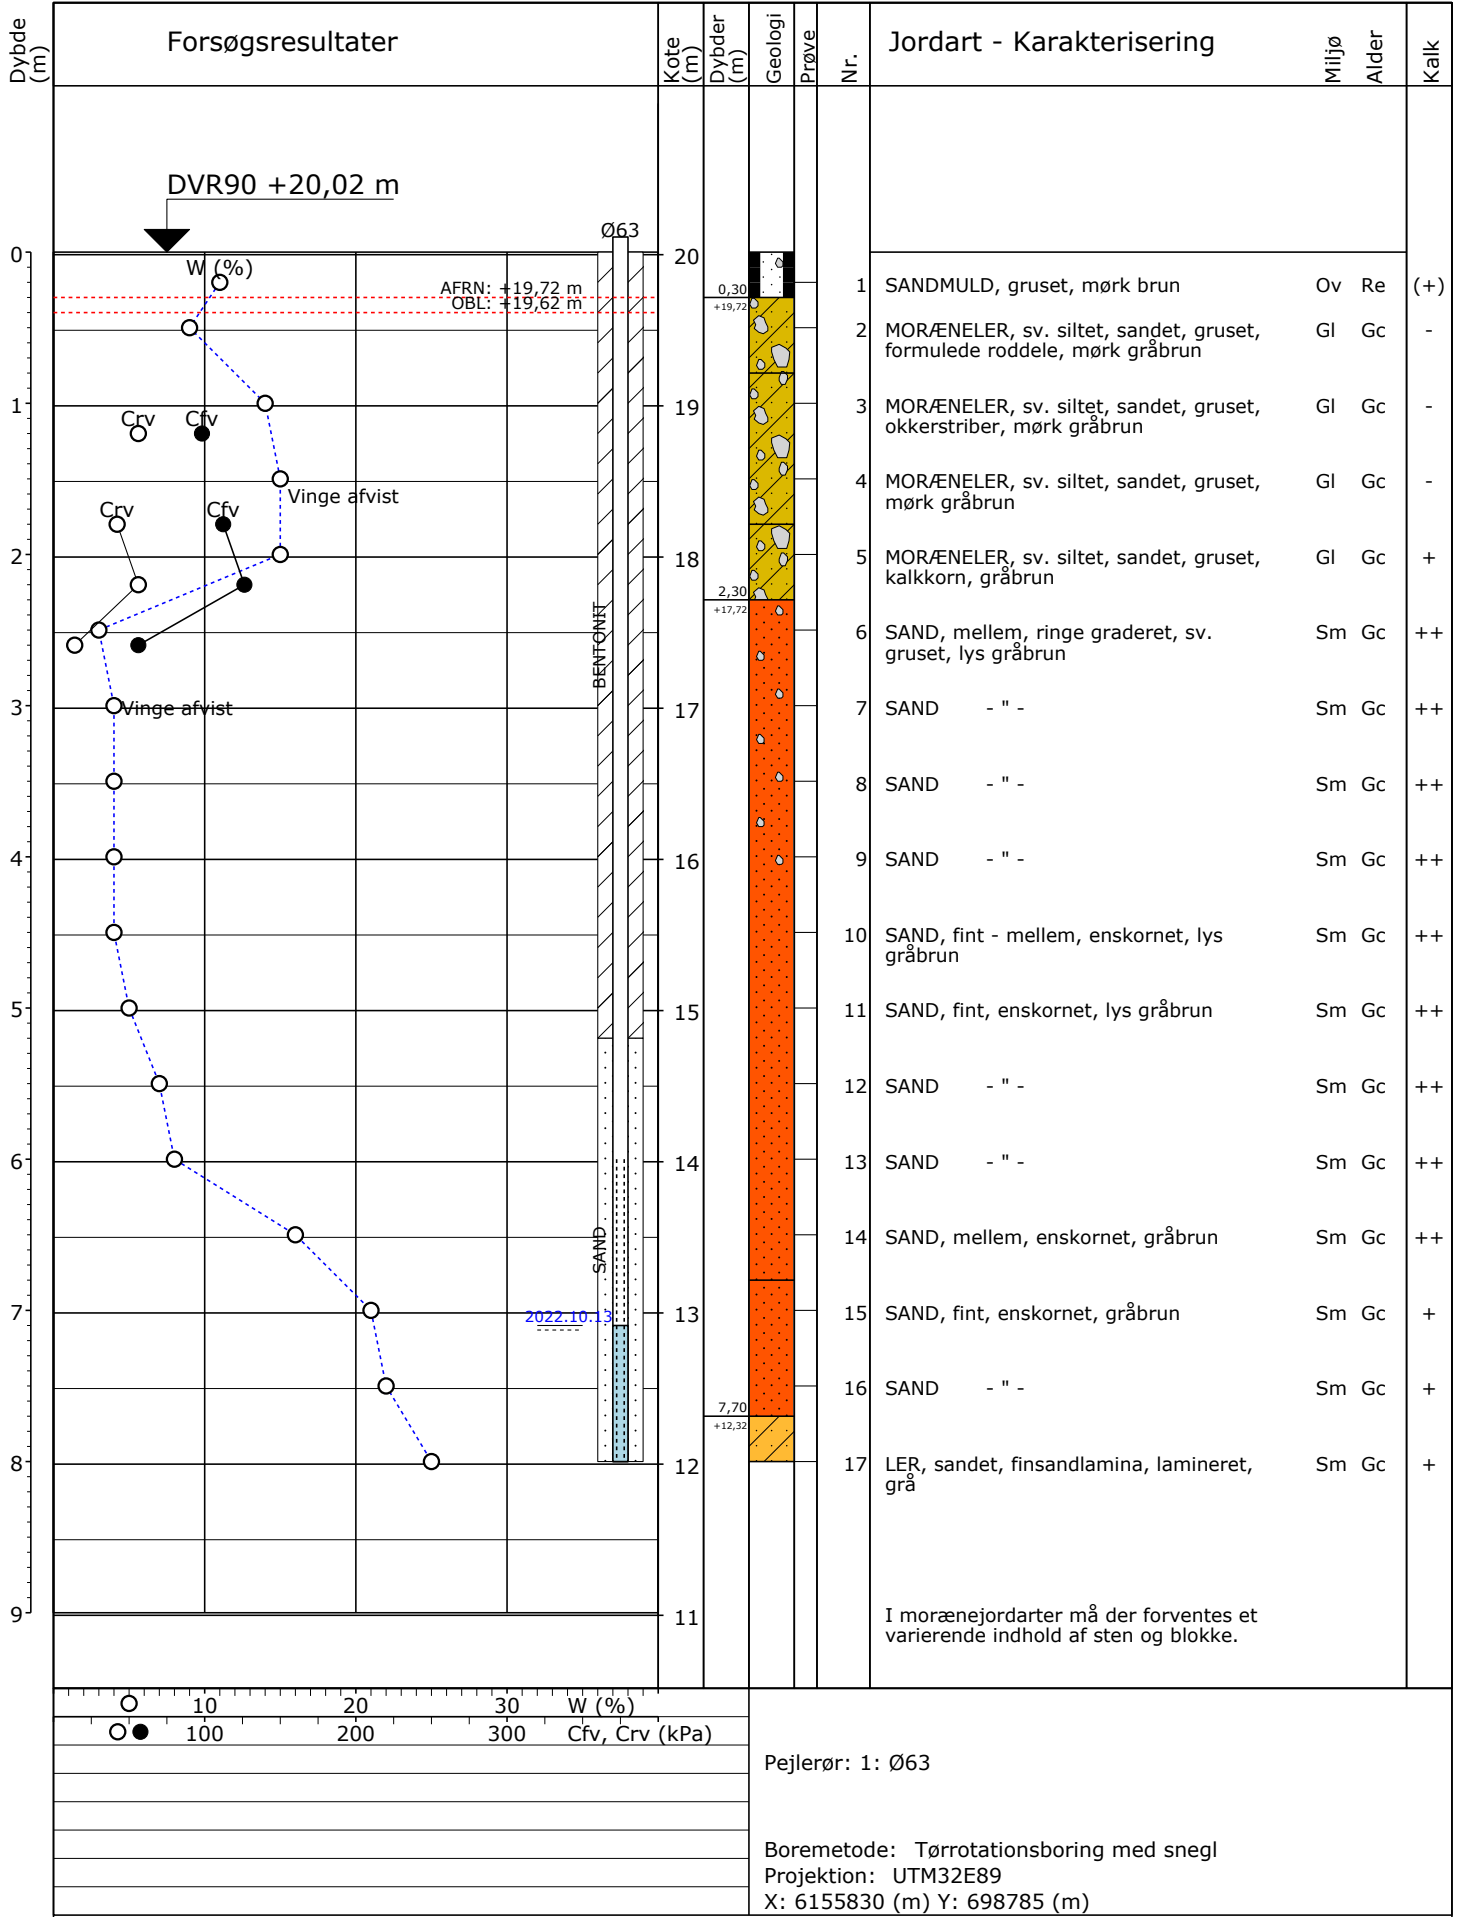 Dybde (m)
Forsøgsresultater
Kote (m)
Dybder (m)
Geologi
Prøve
Nr.
Jordart - Karakterisering
Miljø
Alder
Kalk
DVR90 +20,02 m
Ø63
0
W (%)
20
AFRN: +19,72 m
OBL: +19,62 m
0,30
+19,72
1 SANDMULD, gruset, mørk brun Ov Re (+)
2 MORÆNELER, sv. siltet, sandet, gruset, Gl Gc -
formulede roddele, mørk gråbrun
1
Crv
Cfv
19
3 MORÆNELER, sv. siltet, sandet, gruset, Gl Gc -
okkerstriber, mørk gråbrun
Vinge afvist
4 MORÆNELER, sv. siltet, sandet, gruset, Gl Gc -
mørk gråbrun
Crv
Cfv
2
18
5 MORÆNELER, sv. siltet, sandet, gruset, Gl Gc +
kalkkorn, gråbrun
2,30
+17,72
BENTONIT
6 SAND, mellem, ringe graderet, sv. Sm Gc ++
gruset, lys gråbrun
3
Vinge afvist
17
7 SAND - " - Sm Gc ++
8 SAND - " - Sm Gc ++
4
16
9 SAND - " - Sm Gc ++
10 SAND, fint - mellem, enskornet, lys Sm Gc ++
gråbrun
5
15
11 SAND, fint, enskornet, lys gråbrun Sm Gc ++
12 SAND - " - Sm Gc ++
6
14
13 SAND - " - Sm Gc ++
SAND
14 SAND, mellem, enskornet, gråbrun Sm Gc ++
7
2022.10.13
13
15 SAND, fint, enskornet, gråbrun Sm Gc +
16 SAND - " - Sm Gc +
7,70
+12,32
8
12
17 LER, sandet, finsandlamina, lamineret, Sm Gc +
grå
9
11
I morænejordarter må der forventes et
varierende indhold af sten og blokke.
10 20 30 W (%)
100 200 300 Cfv, Crv (kPa)
Pejlerør: 1: Ø63
Boremetode: Tørrotationsboring med snegl
Projektion: UTM32E89
X: 6155830 (m) Y: 698785 (m)